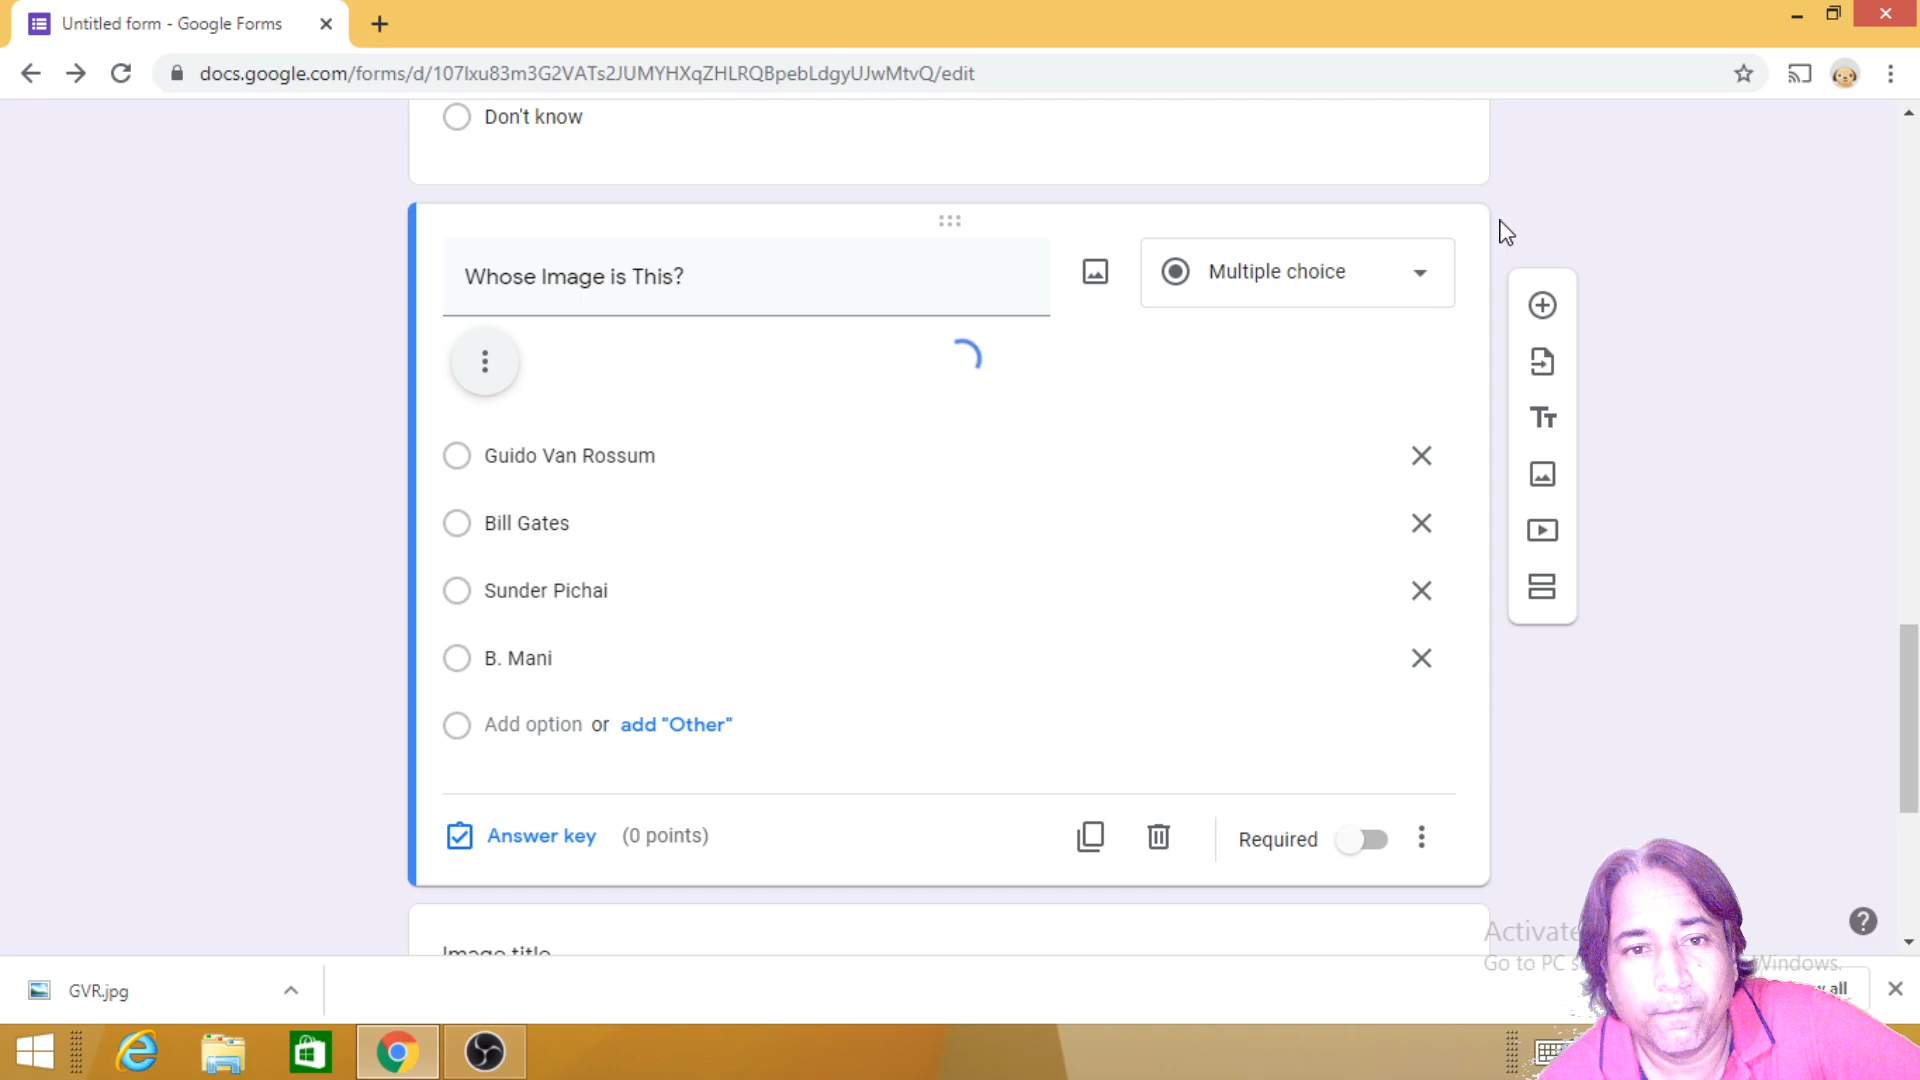 Untitled form - Google Forms
docs.google.com/forms/d/107lxu83m3G2VATs2JUMYHXqZHLRQBpebLdgyUJwMtvQ/edit
Don't know
Whose Image is This?
Multiple choice
Guido Van Rossum
Bill Gates
Sunder Pichai
B. Mani
Add option or add "Other"
Answer key (0 points)
Required
Image title
Activate
Go to PC Windows.
GVR.jpg
all